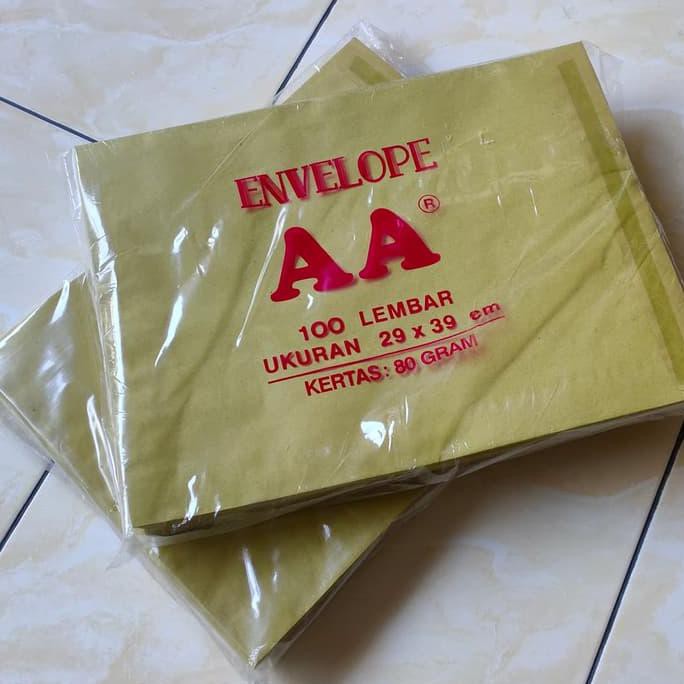 ENVELOPE
AA®
100 LEMBAR
UKURAN 29 x 39 cm
KERTAS: 80 GRAM